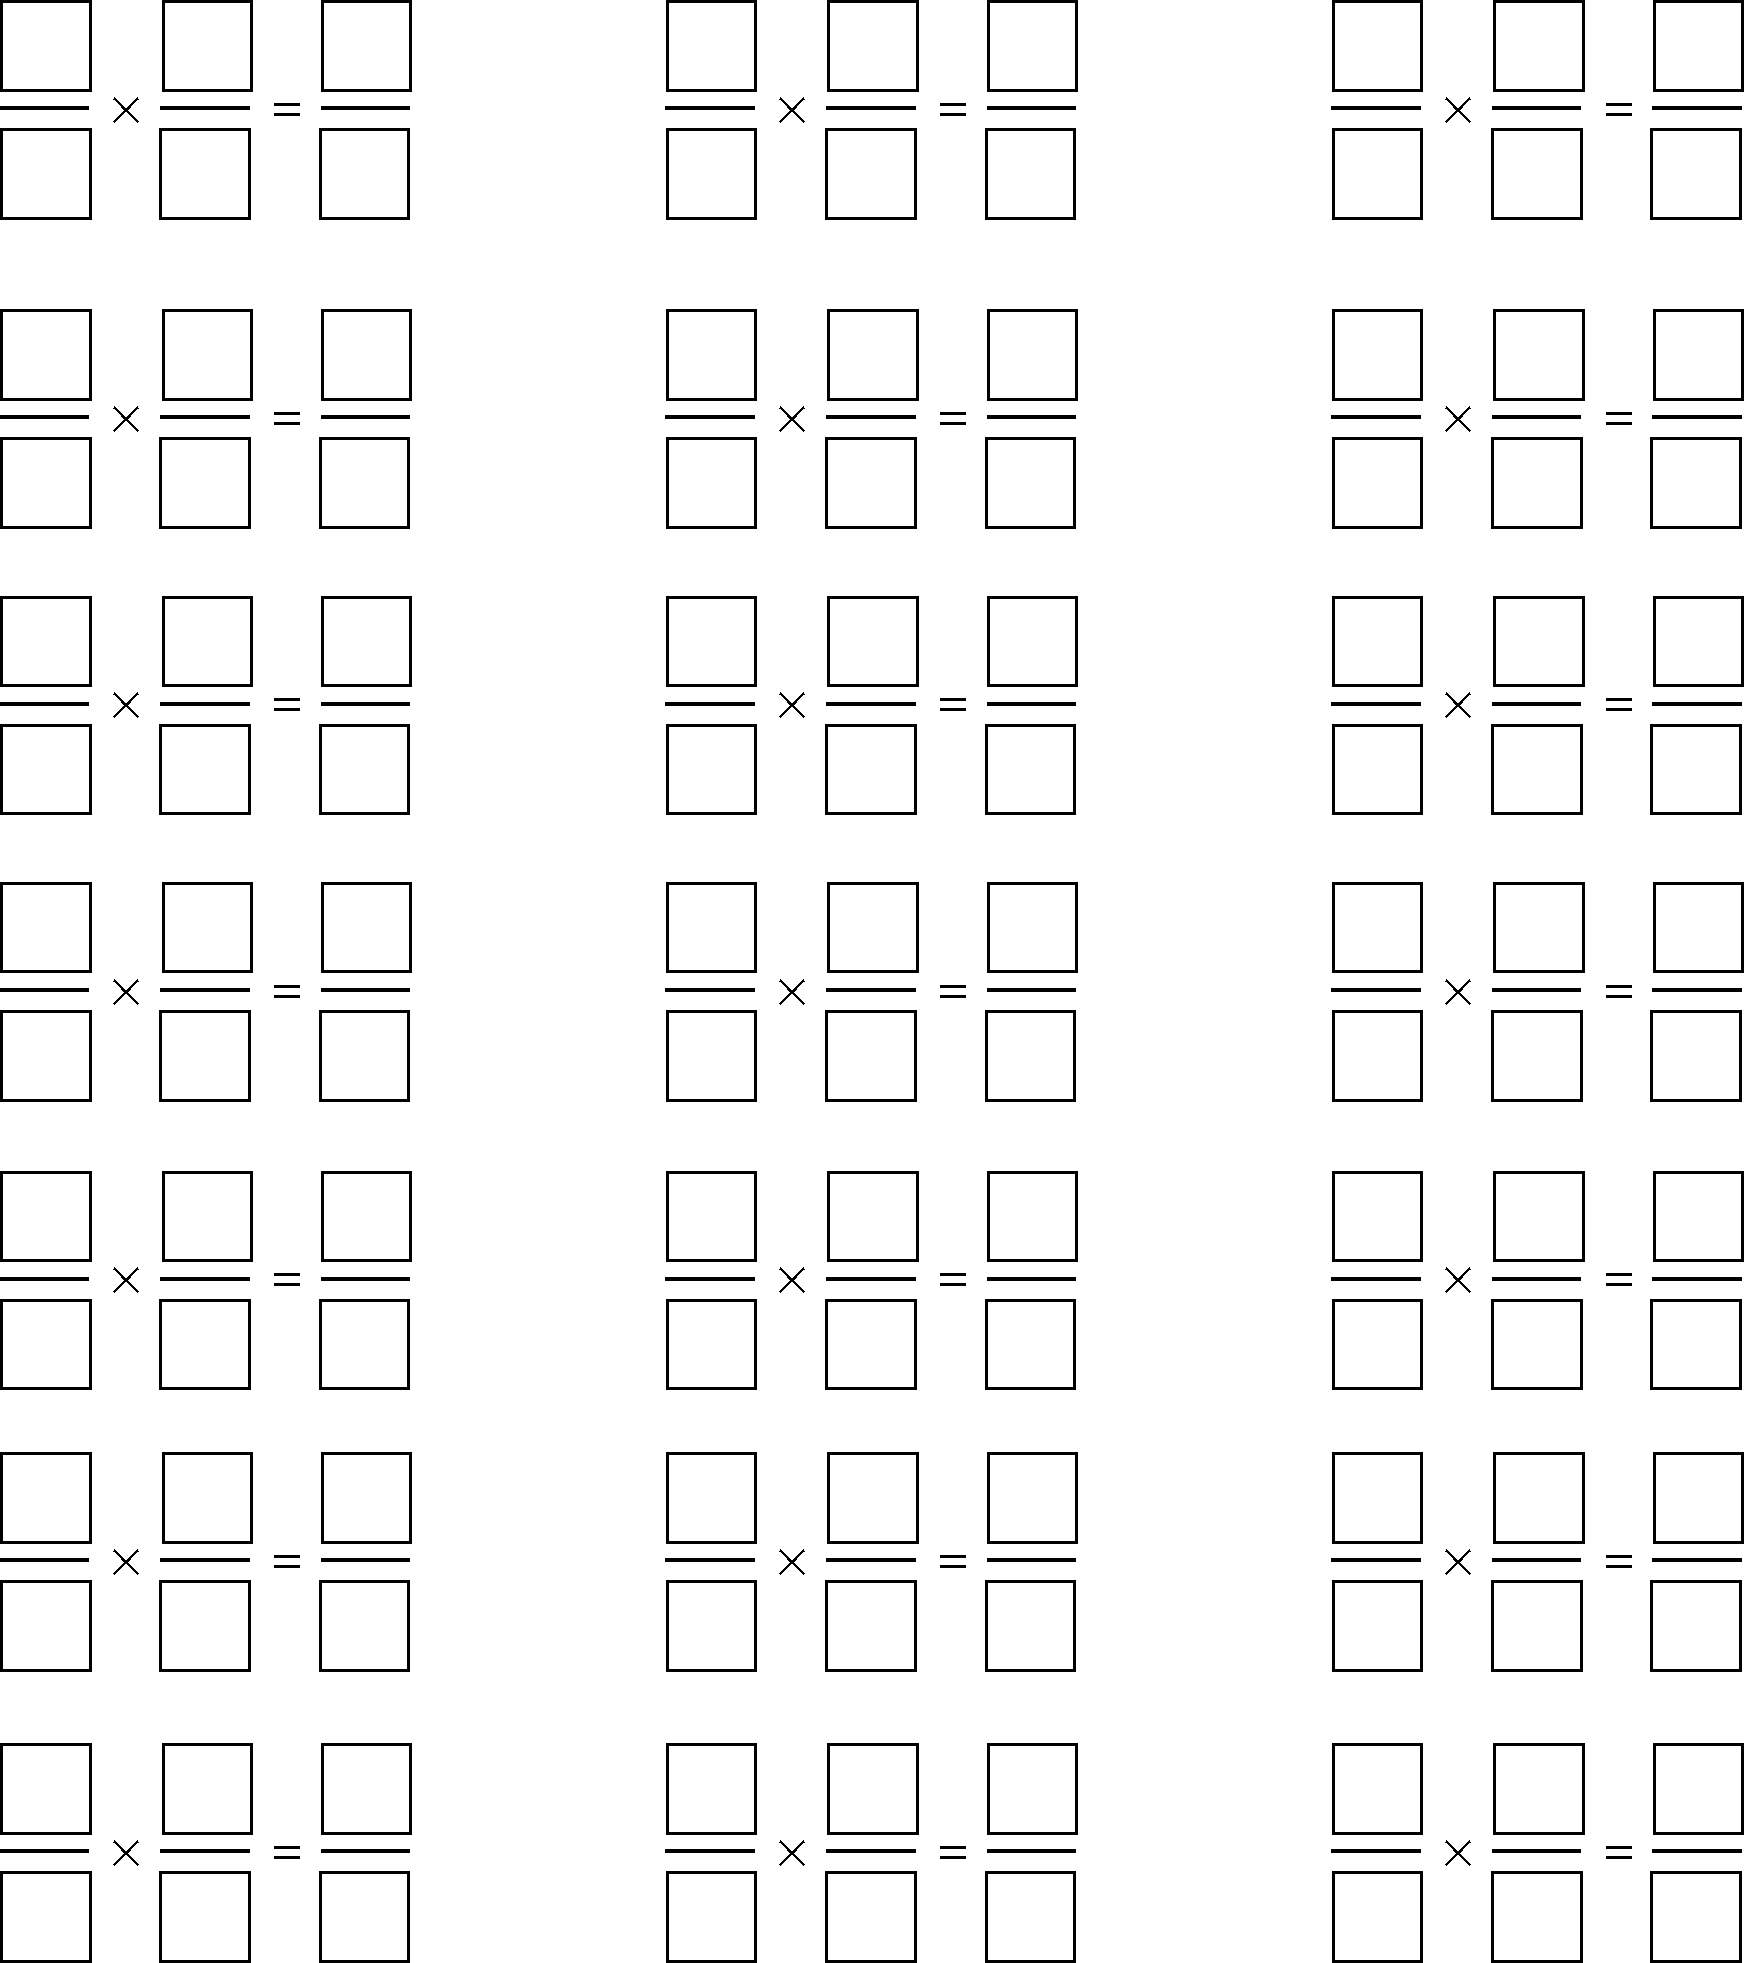 × = × = × =
× = × = × =
× = × = × =
× = × = × =
× = × = × =
× = × = × =
× = × = × =